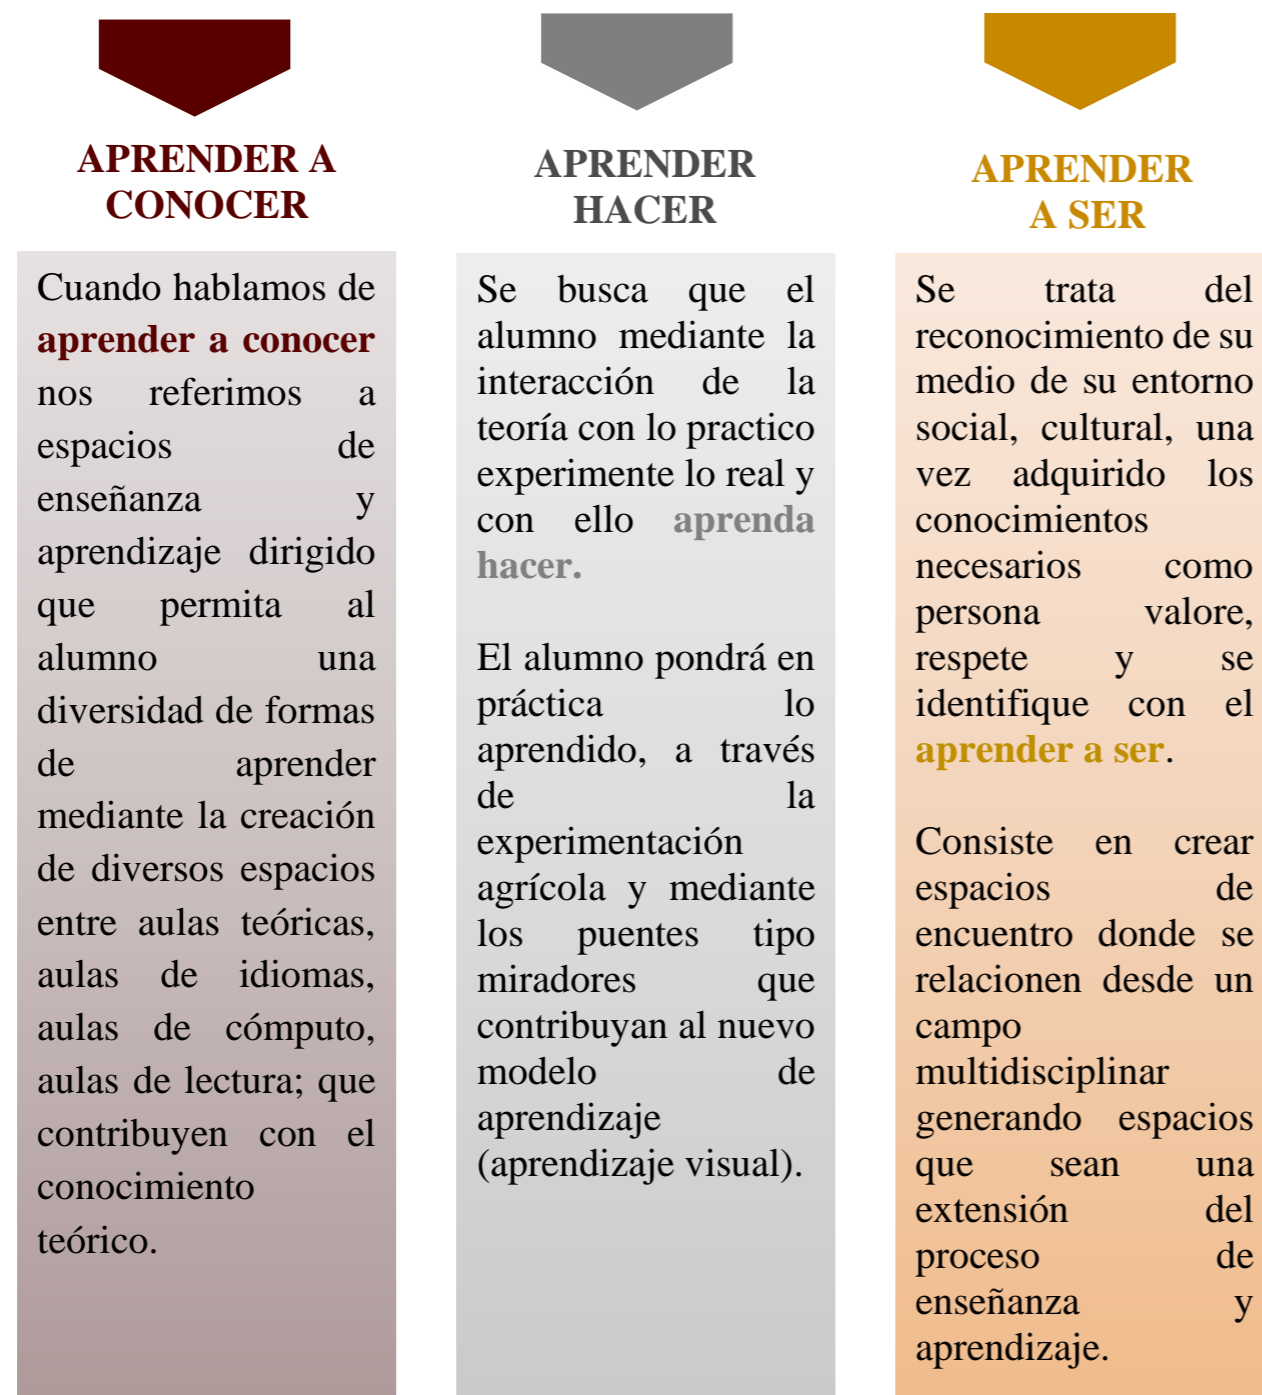 APRENDER A
CONOCER
Cuando hablamos de
aprender a conocer
nos referimos a
espacios de
enseñanza y
aprendizaje dirigido
que permita al
alumno una
diversidad de formas
de aprender
mediante la creación
de diversos espacios
entre aulas teóricas,
aulas de idiomas,
aulas de cómputo,
aulas de lectura; que
contribuyen con el
conocimiento
teórico.
APRENDER
HACER
Se busca que el
alumno mediante la
interacción de la
teoría con lo practico
experimente lo real y
con ello aprenda
hacer.
El alumno pondrá en
práctica lo
aprendido, a través
de la
experimentación
agrícola y mediante
los puentes tipo
miradores que
contribuyan al nuevo
modelo de
aprendizaje
(aprendizaje visual).
APRENDER
A SER
Se trata del
reconocimiento de su
medio de su entorno
social, cultural, una
vez adquirido los
conocimientos
necesarios como
persona valore,
respete y se
identifique con el
aprender a ser.
Consiste en crear
espacios de
encuentro donde se
relacionen desde un
campo
multidisciplinar
generando espacios
que sean una
extensión del
proceso de
enseñanza y
aprendizaje.